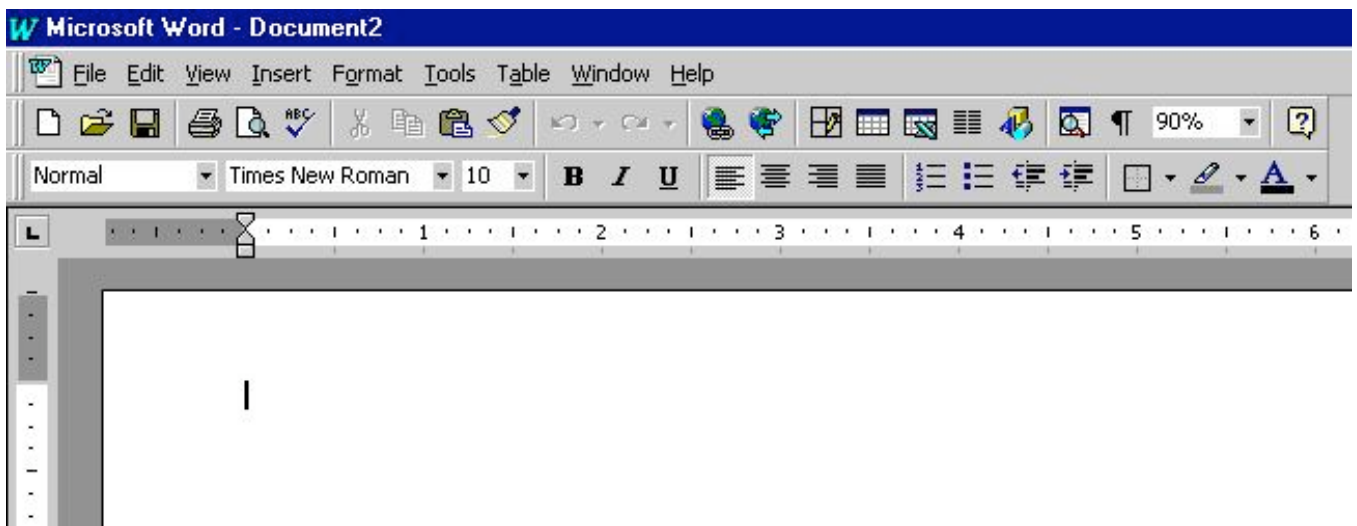 Microsoft Word - Document2
File Edit View Insert Format Tools Table Window Help
ABC ¶ 90% ?
Normal Times New Roman 10 B I U A
L 1 2 3 4 5 6